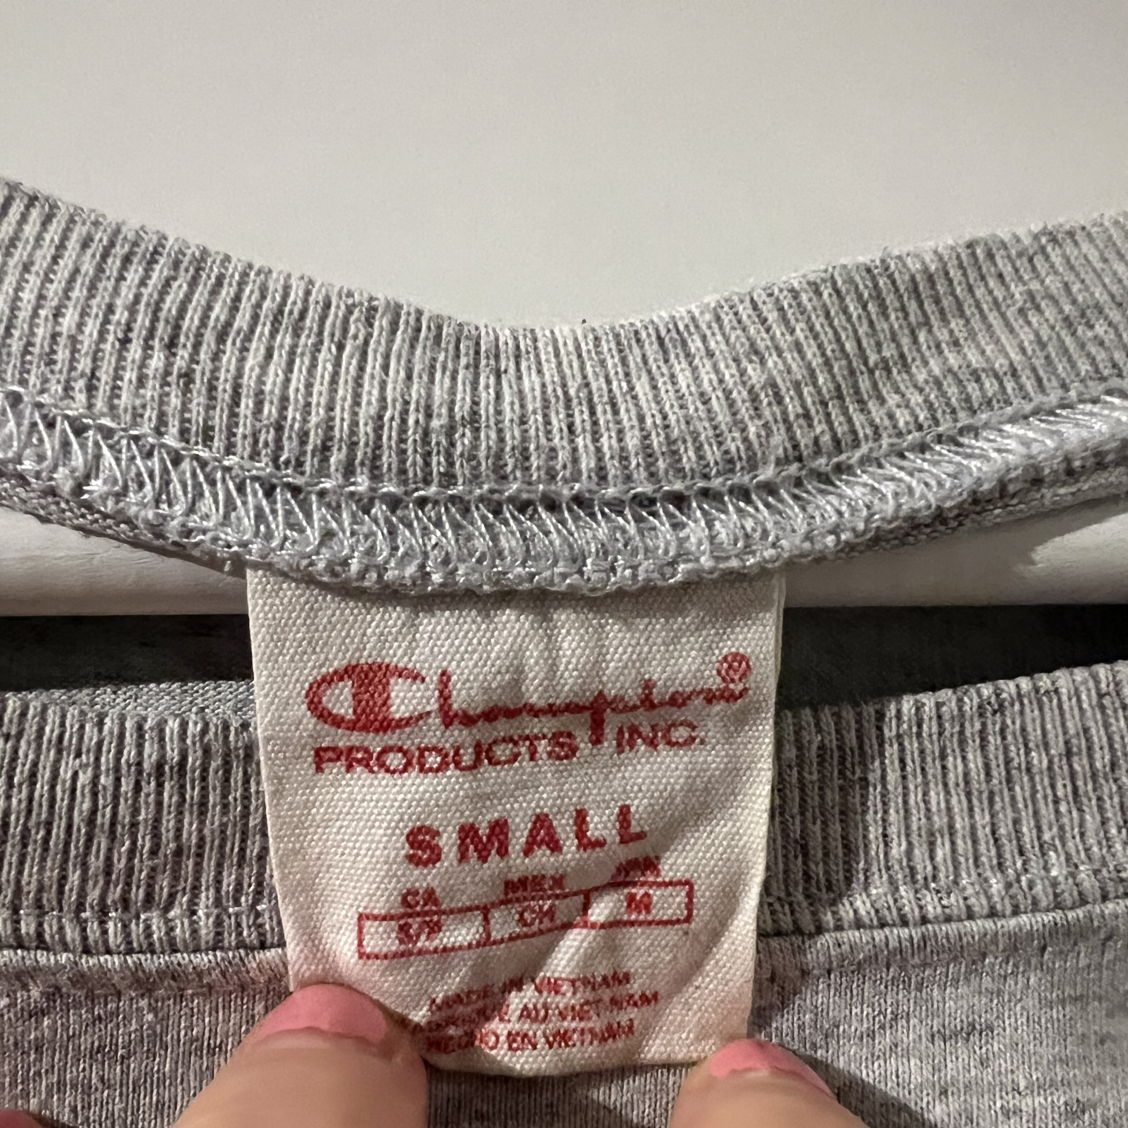 Champion®
PRODUCTS INC.
SMALL
CA MEX JPN
S/P CH M
MADE IN VIETNAM
FABRIQUÉ AU VIET NAM
HECHO EN VIETNAM